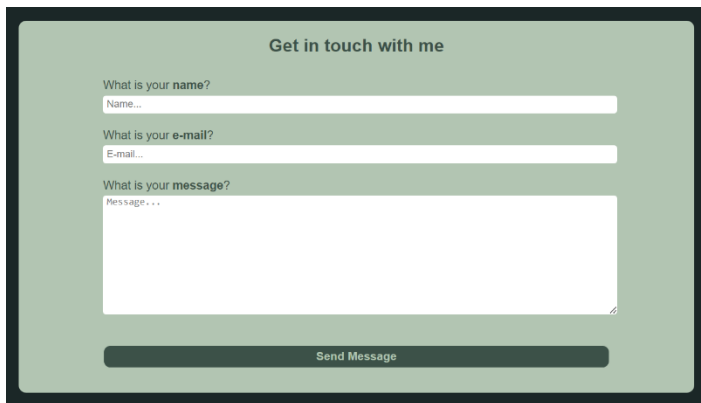 Get in touch with me
What is your name?
Name...
What is your e-mail?
E-mail...
What is your message?
Message...
Send Message